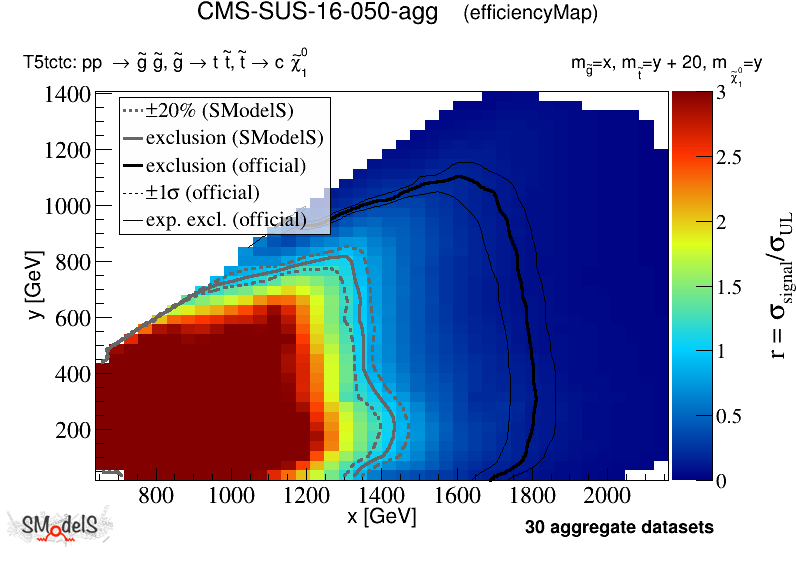 CMS-SUS-16-050-agg (efficiencyMap)
T5tctc: pp → g̃ g̃, g̃ → t t̃, t̃ → c χ̃⁰₁ m_g̃=x, m_t̃=y + 20, m_χ̃⁰₁=y
±20% (SModelS)
exclusion (SModelS)
exclusion (official)
±1σ (official)
exp. excl. (official)
1400
1200
1000
800
600
400
200
y [GeV]
800 1000 1200 1400 1600 1800 2000
x [GeV]
3
2.5
2
1.5
1
0.5
0
r = σ_signal/σ_UL
SModelS
30 aggregate datasets